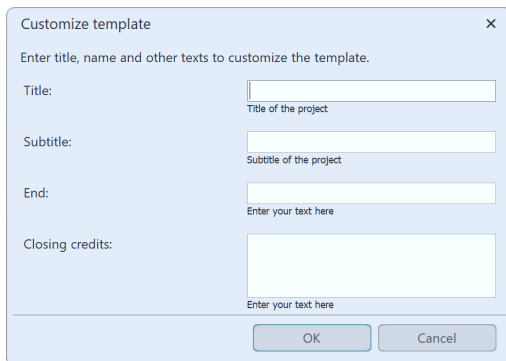 Customize template
Enter title, name and other texts to customize the template.
Title:
Title of the project
Subtitle:
Subtitle of the project
End:
Enter your text here
Closing credits:
Enter your text here
OK
Cancel